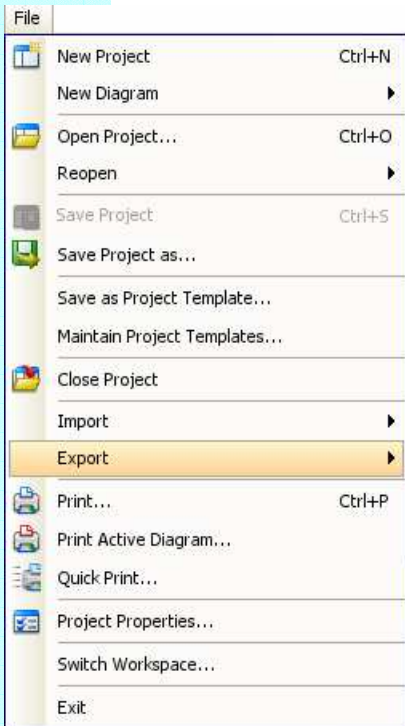 File
New Project Ctrl+N
New Diagram
Open Project... Ctrl+O
Reopen
Save Project Ctrl+S
Save Project as...
Save as Project Template...
Maintain Project Templates...
Close Project
Import
Export
Print... Ctrl+P
Print Active Diagram...
Quick Print...
Project Properties...
Switch Workspace...
Exit